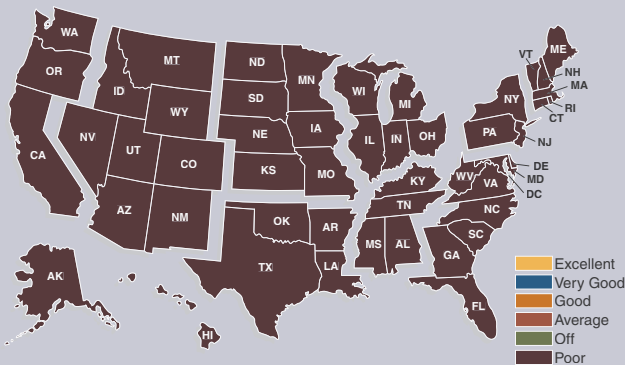 WA
OR
CA
NV
ID
MT
WY
UT
CO
AZ
NM
ND
SD
NE
KS
OK
TX
MN
IA
MO
AR
LA
WI
IL
MI
IN
OH
KY
TN
MS
AL
GA
FL
SC
NC
VA
WV
PA
NY
VT
ME
NH
MA
RI
CT
NJ
DE
MD
DC
AK
HI
Excellent
Very Good
Good
Average
Off
Poor